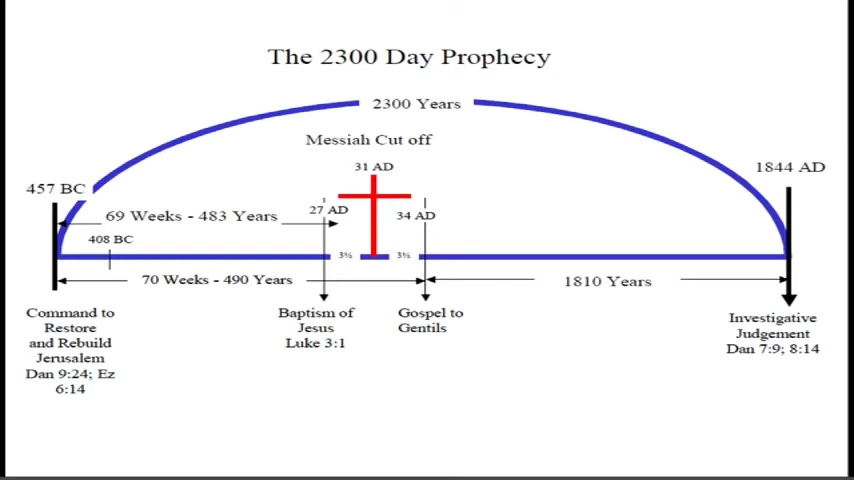 The 2300 Day Prophecy
2300 Years
Messiah Cut off
31 AD
1844 AD
457 BC
27 AD
34 AD
69 Weeks - 483 Years
408 BC
3½
3½
70 Weeks - 490 Years
1810 Years
Command to
Restore
and Rebuild
Jerusalem
Dan 9:24; Ez
6:14
Baptism of
Jesus
Luke 3:1
Gospel to
Gentils
Investigative
Judgement
Dan 7:9; 8:14